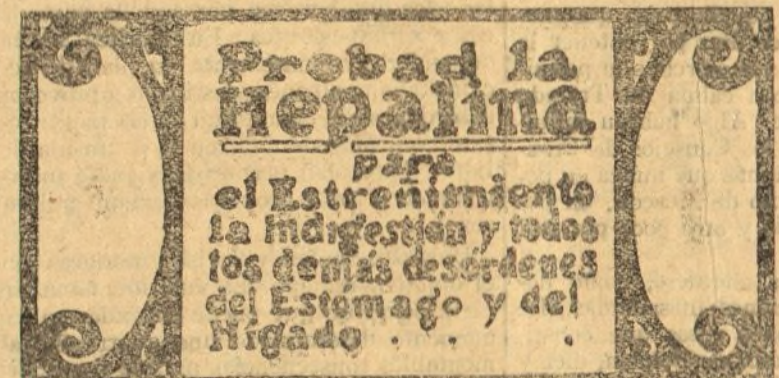 Probad la
Hepalina
para
el Estreñimiento
la Indigestión y todos
los demás desórdenes
del Estómago y del
Hígado . . .